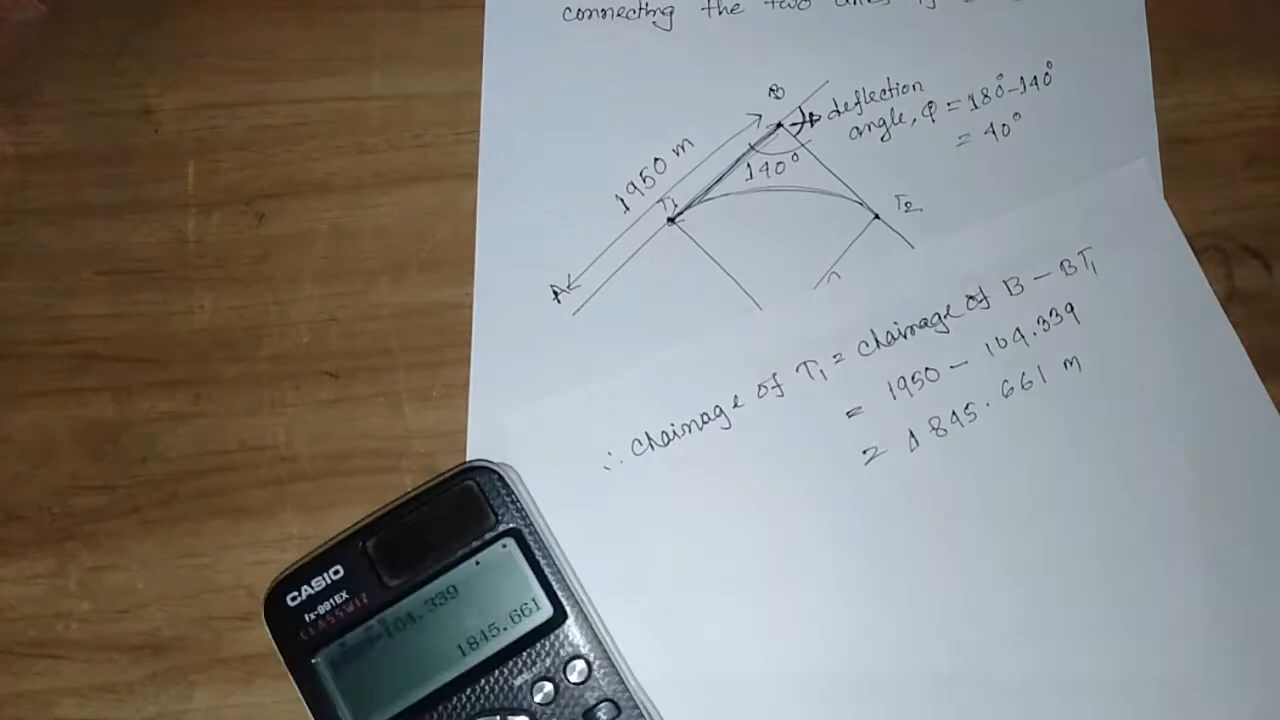 connecting the two
B
deflection
angle, φ = 180°-140°
= 40°
1950 m
140°
T1
T2
A
∴ chainage of T1 = chainage of B - BT1
= 1950 - 104.339
= 1845.661 m
CASIO
fx-991EX
CLASSWIZ
-104.339
1845.661